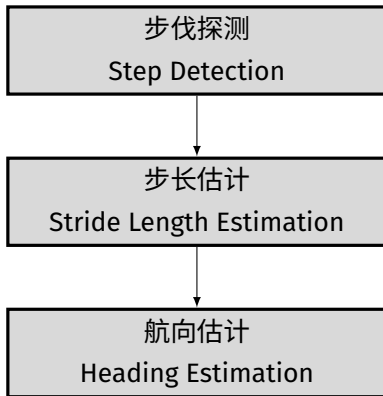 步伐探测
Step Detection
步长估计
Stride Length Estimation
航向估计
Heading Estimation